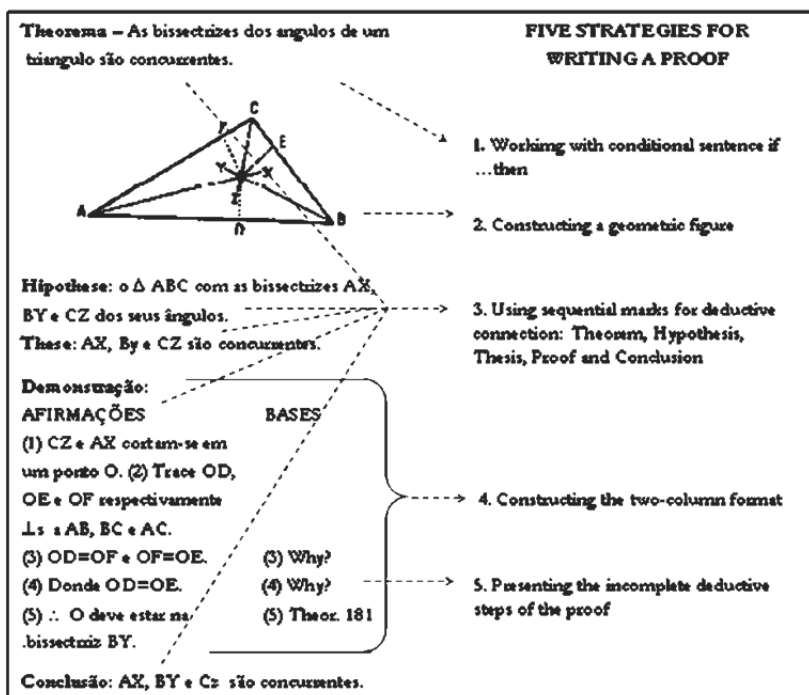 Theorema – As bissectrizes dos angulos de um
triangulo são concurrentes.
C
F
E
Y
X
Z
A
D
B
Hipothese: o Δ ABC com as bissectrizes AX,
BY e CZ dos seus ângulos.
These: AX, By e CZ são concurrentes.
Demonstração:
AFIRMAÇÕES BASES
(1) CZ e AX cortam-se em
um ponto O. (2) Trace OD,
OE e OF respectivamente
⊥s a AB, BC e AC.
(3) OD=OF e OF=OE. (3) Why?
(4) Donde OD=OE. (4) Why?
(5) ∴ O deve estar na (5) Theor. 181
.bissectriz BY.
Conclusão: AX, BY e Cz são concurrentes.
FIVE STRATEGIES FOR
WRITING A PROOF
1. Working with conditional sentence if
…then
2. Constructing a geometric figure
3. Using sequential marks for deductive
connection: Theorem, Hypothesis,
Thesis, Proof and Conclusion
4. Constructing the two-column format
5. Presenting the incomplete deductive
steps of the proof